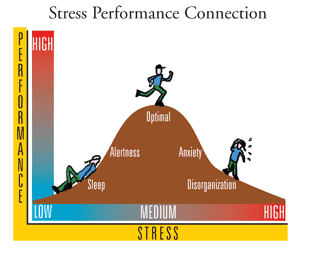 Stress Performance Connection
PERFORMANCE
HIGH
Optimal
Alertness
Anxiety
Sleep
Disorganization
LOW
MEDIUM
HIGH
STRESS